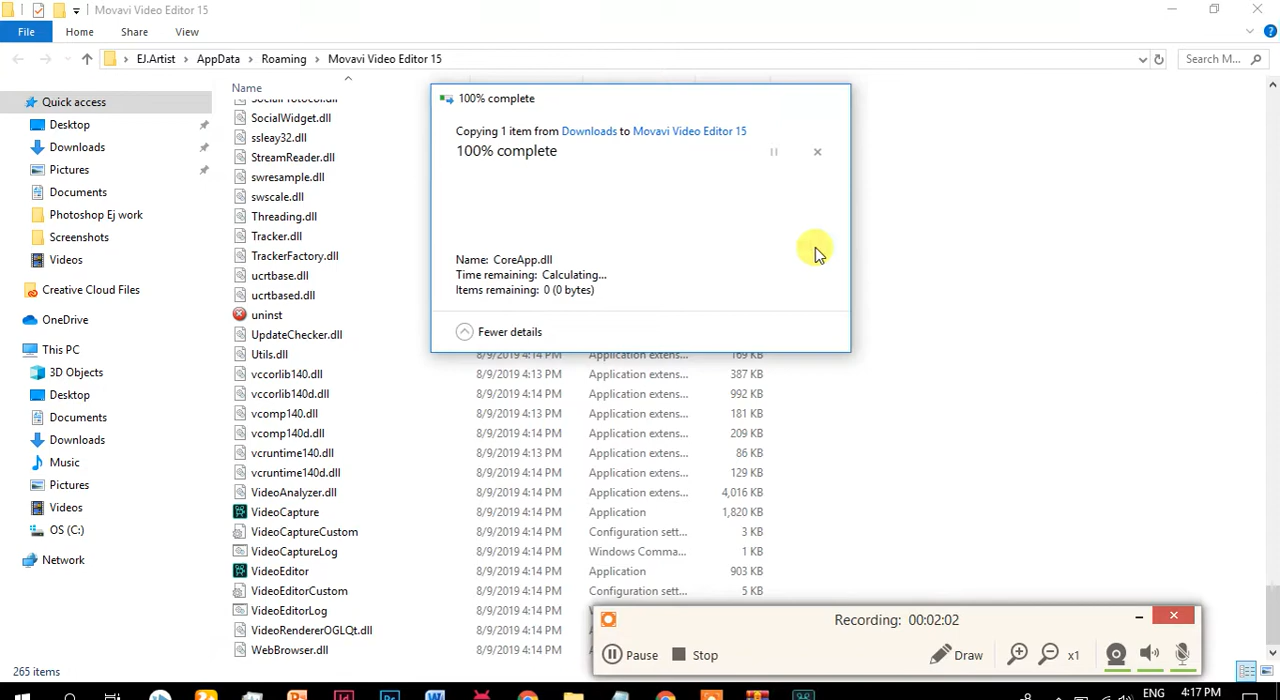 Movavi Video Editor 15
File Home Share View
EJ.Artist AppData Roaming Movavi Video Editor 15
Search M...
Quick access
Desktop
Downloads
Pictures
Documents
Photoshop Ej work
Screenshots
Videos
Creative Cloud Files
OneDrive
This PC
3D Objects
Desktop
Documents
Downloads
Music
Pictures
Videos
OS (C:)
Network
Name
SocialWidget.dll
ssleay32.dll
StreamReader.dll
swresample.dll
swscale.dll
Threading.dll
Tracker.dll
TrackerFactory.dll
ucrtbase.dll
ucrtbased.dll
uninst
UpdateChecker.dll
Utils.dll 8/9/2019 4:14 PM Application extens... 169 KB
vccorlib140.dll 8/9/2019 4:13 PM Application extens... 387 KB
vccorlib140d.dll 8/9/2019 4:14 PM Application extens... 992 KB
vcomp140.dll 8/9/2019 4:13 PM Application extens... 181 KB
vcomp140d.dll 8/9/2019 4:14 PM Application extens... 209 KB
vcruntime140.dll 8/9/2019 4:13 PM Application extens... 86 KB
vcruntime140d.dll 8/9/2019 4:14 PM Application extens... 129 KB
VideoAnalyzer.dll 8/9/2019 4:14 PM Application extens... 4,016 KB
VideoCapture 8/9/2019 4:14 PM Application 1,820 KB
VideoCaptureCustom 8/9/2019 4:14 PM Configuration sett... 3 KB
VideoCaptureLog 8/9/2019 4:14 PM Windows Comma... 1 KB
VideoEditor 8/9/2019 4:14 PM Application 903 KB
VideoEditorCustom 8/9/2019 4:14 PM Configuration sett... 5 KB
VideoEditorLog 8/9/2019 4:14 PM
VideoRendererOGLQt.dll 8/9/2019 4:14 PM
WebBrowser.dll 8/9/2019 4:14 PM
100% complete
Copying 1 item from Downloads to Movavi Video Editor 15
100% complete
Name: CoreApp.dll
Time remaining: Calculating...
Items remaining: 0 (0 bytes)
Fewer details
Recording: 00:02:02
Pause Stop Draw x1
265 items
ENG 4:17 PM